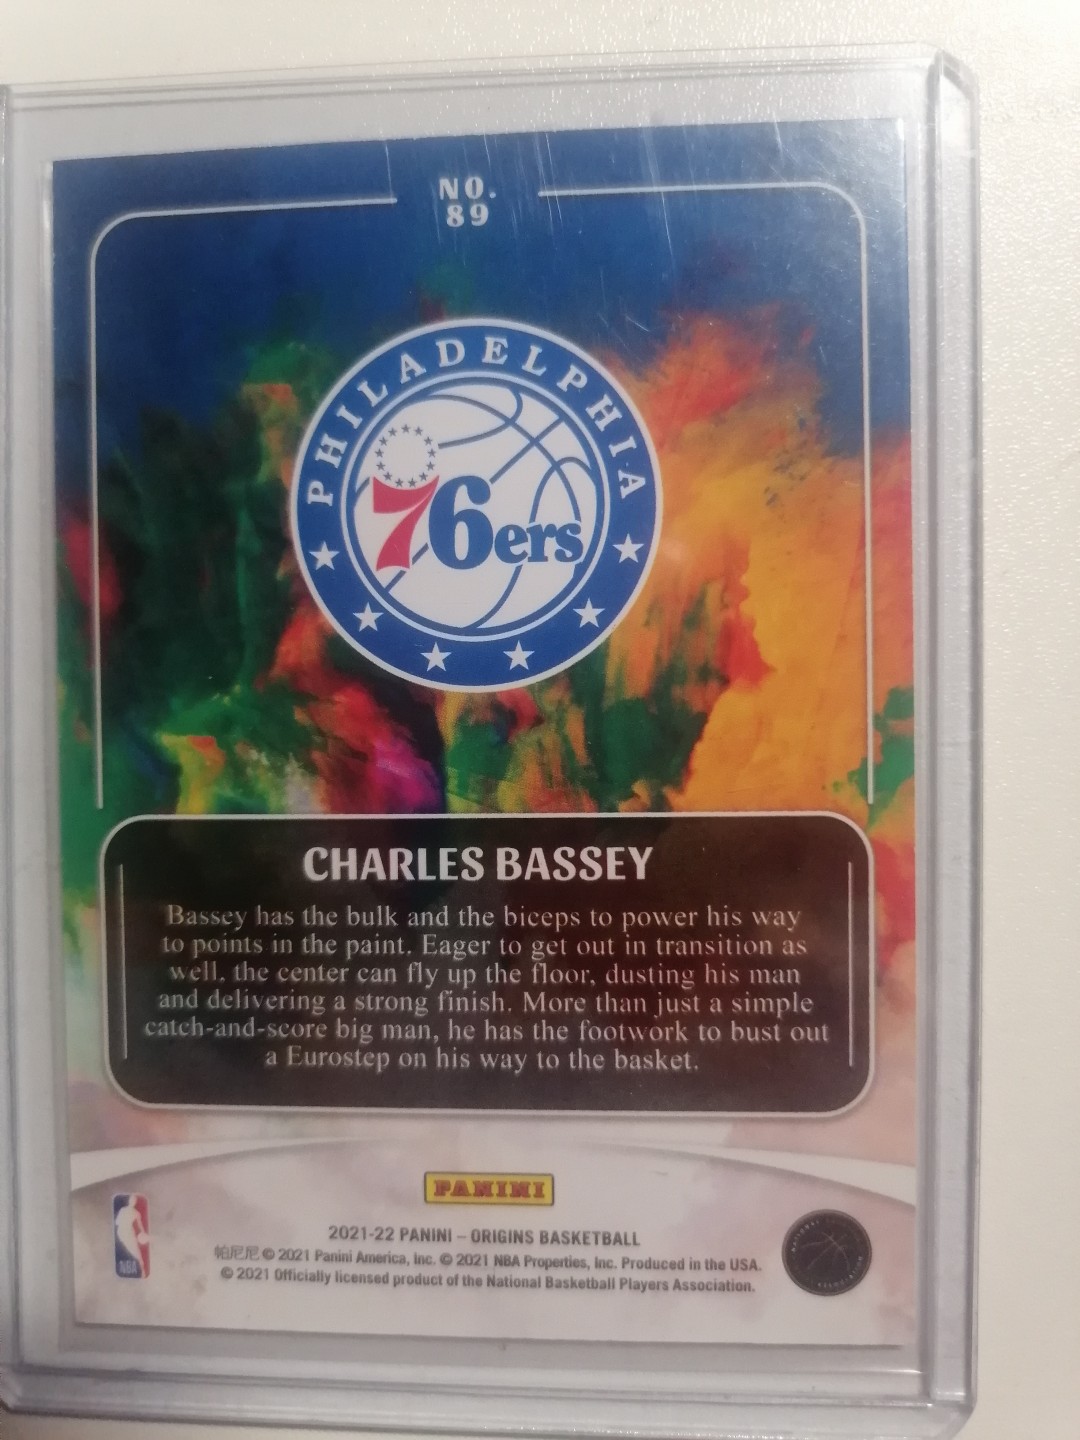 NO.
89
PHILADELPHIA
76ers
CHARLES BASSEY
Bassey has the bulk and the biceps to power his way
to points in the paint. Eager to get out in transition as
well. the center can fly up the floor, dusting his man
and delivering a strong finish. More than just a simple
catch-and-score big man, he has the footwork to bust out
a Eurostep on his way to the basket.
PANINI
2021-22 PANINI – ORIGINS BASKETBALL
帕尼尼 © 2021 Panini America, Inc. © 2021 NBA Properties, Inc. Produced in the USA.
© 2021 Officially licensed product of the National Basketball Players Association.
NBA